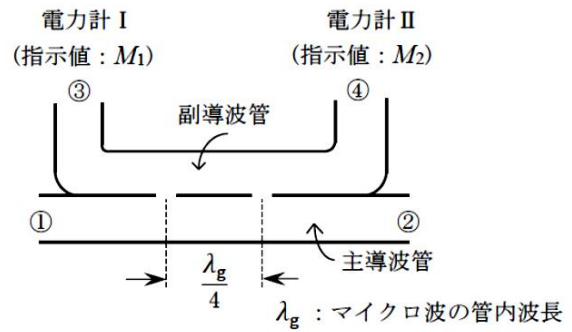 電力計Ⅰ
(指示値:M₁)
③
電力計Ⅱ
(指示値:M₂)
④
副導波管
①
②
主導波管
λg/4
λg:マイクロ波の管内波長